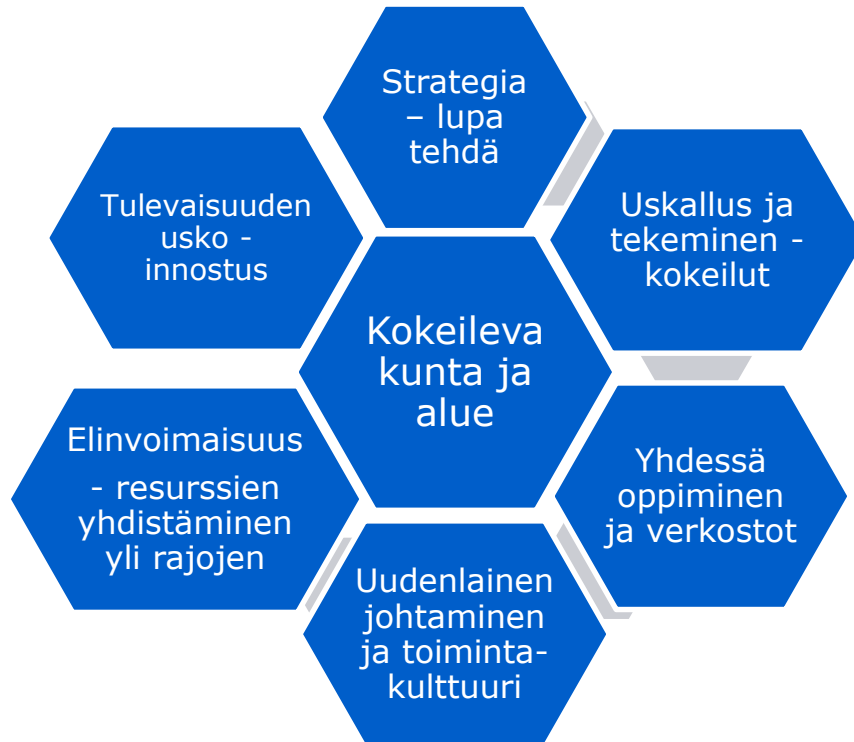 Strategia
– lupa
tehdä
Uskallus ja
tekeminen -
kokeilut
Yhdessä
oppiminen
ja verkostot
Uudenlainen
johtaminen
ja toiminta-
kulttuuri
Elinvoimaisuus
- resurssien
yhdistäminen
yli rajojen
Tulevaisuuden
usko -
innostus
Kokeileva
kunta ja
alue